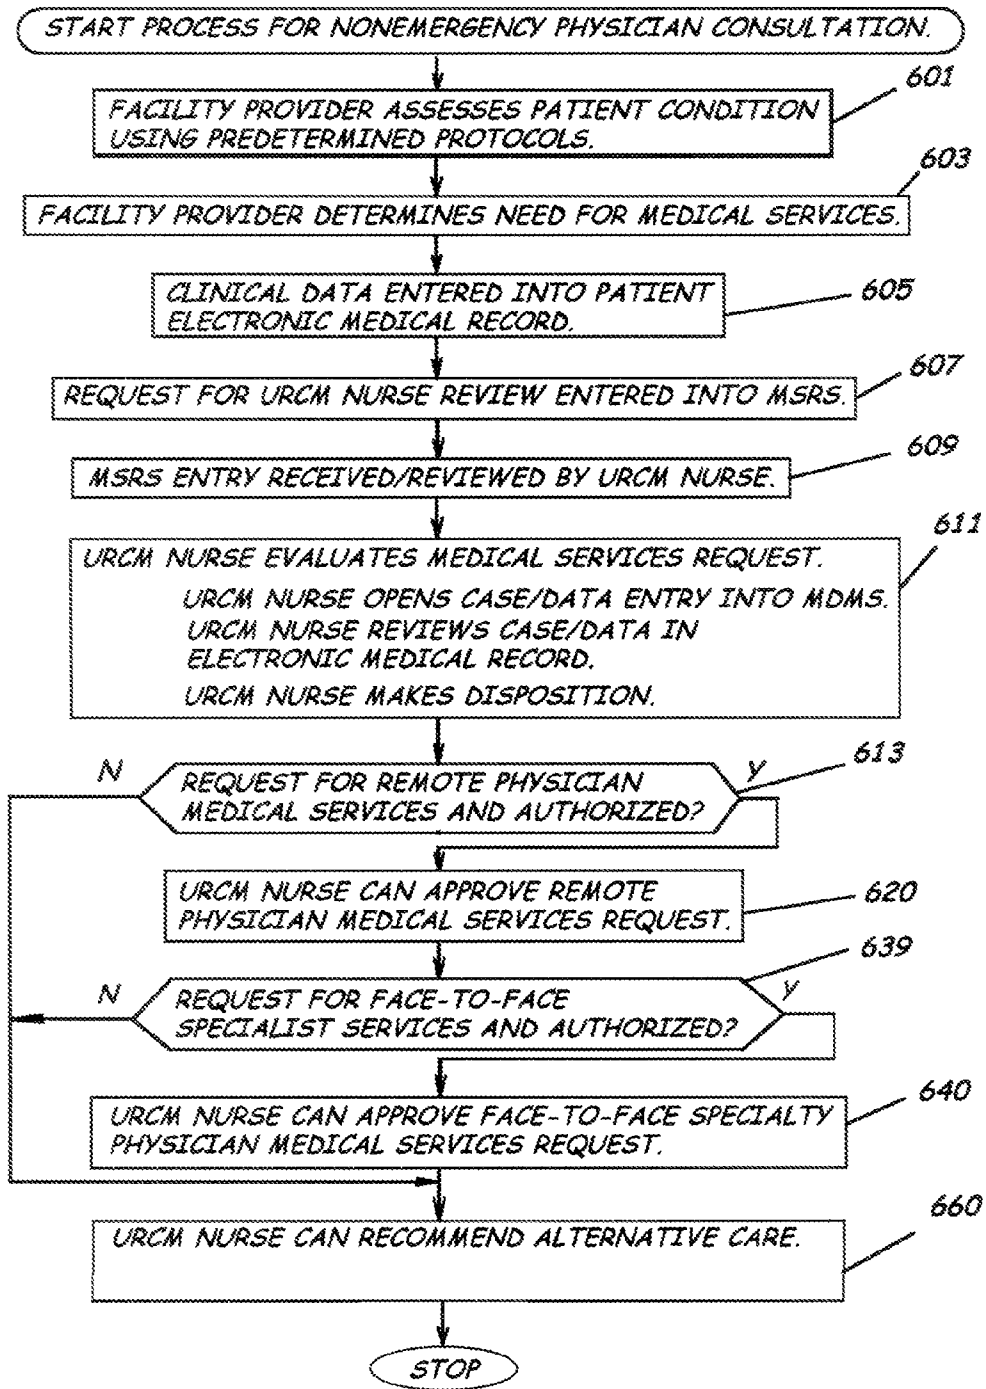 START PROCESS FOR NONEMERGENCY PHYSICIAN CONSULTATION.
601
FACILITY PROVIDER ASSESSES PATIENT CONDITION
USING PREDETERMINED PROTOCOLS.
603
FACILITY PROVIDER DETERMINES NEED FOR MEDICAL SERVICES.
CLINICAL DATA ENTERED INTO PATIENT
ELECTRONIC MEDICAL RECORD.
605
607
REQUEST FOR URCM NURSE REVIEW ENTERED INTO MSRS.
609
MSRS ENTRY RECEIVED/REVIEWED BY URCM NURSE.
611
URCM NURSE EVALUATES MEDICAL SERVICES REQUEST.
URCM NURSE OPENS CASE/DATA ENTRY INTO MDMS.
URCM NURSE REVIEWS CASE/DATA IN
ELECTRONIC MEDICAL RECORD.
URCM NURSE MAKES DISPOSITION.
613
N
Y
REQUEST FOR REMOTE PHYSICIAN
MEDICAL SERVICES AND AUTHORIZED?
URCM NURSE CAN APPROVE REMOTE
PHYSICIAN MEDICAL SERVICES REQUEST.
620
639
N
Y
REQUEST FOR FACE-TO-FACE
SPECIALIST SERVICES AND AUTHORIZED?
640
URCM NURSE CAN APPROVE FACE-TO-FACE SPECIALTY
PHYSICIAN MEDICAL SERVICES REQUEST.
660
URCM NURSE CAN RECOMMEND ALTERNATIVE CARE.
STOP